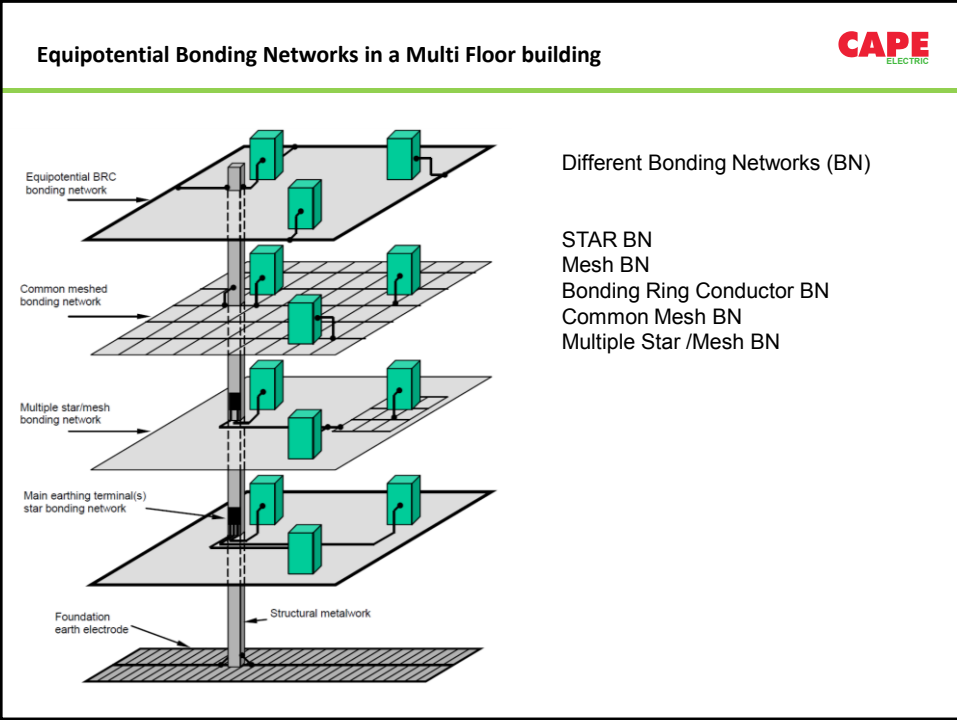 Equipotential Bonding Networks in a Multi Floor building
CAPE
ELECTRIC
Equipotential BRC
bonding network
Common meshed
bonding network
Multiple star/mesh
bonding network
Main earthing terminal(s)
star bonding network
Foundation
earth electrode
Structural metalwork
Different Bonding Networks (BN)
STAR BN
Mesh BN
Bonding Ring Conductor BN
Common Mesh BN
Multiple Star /Mesh BN